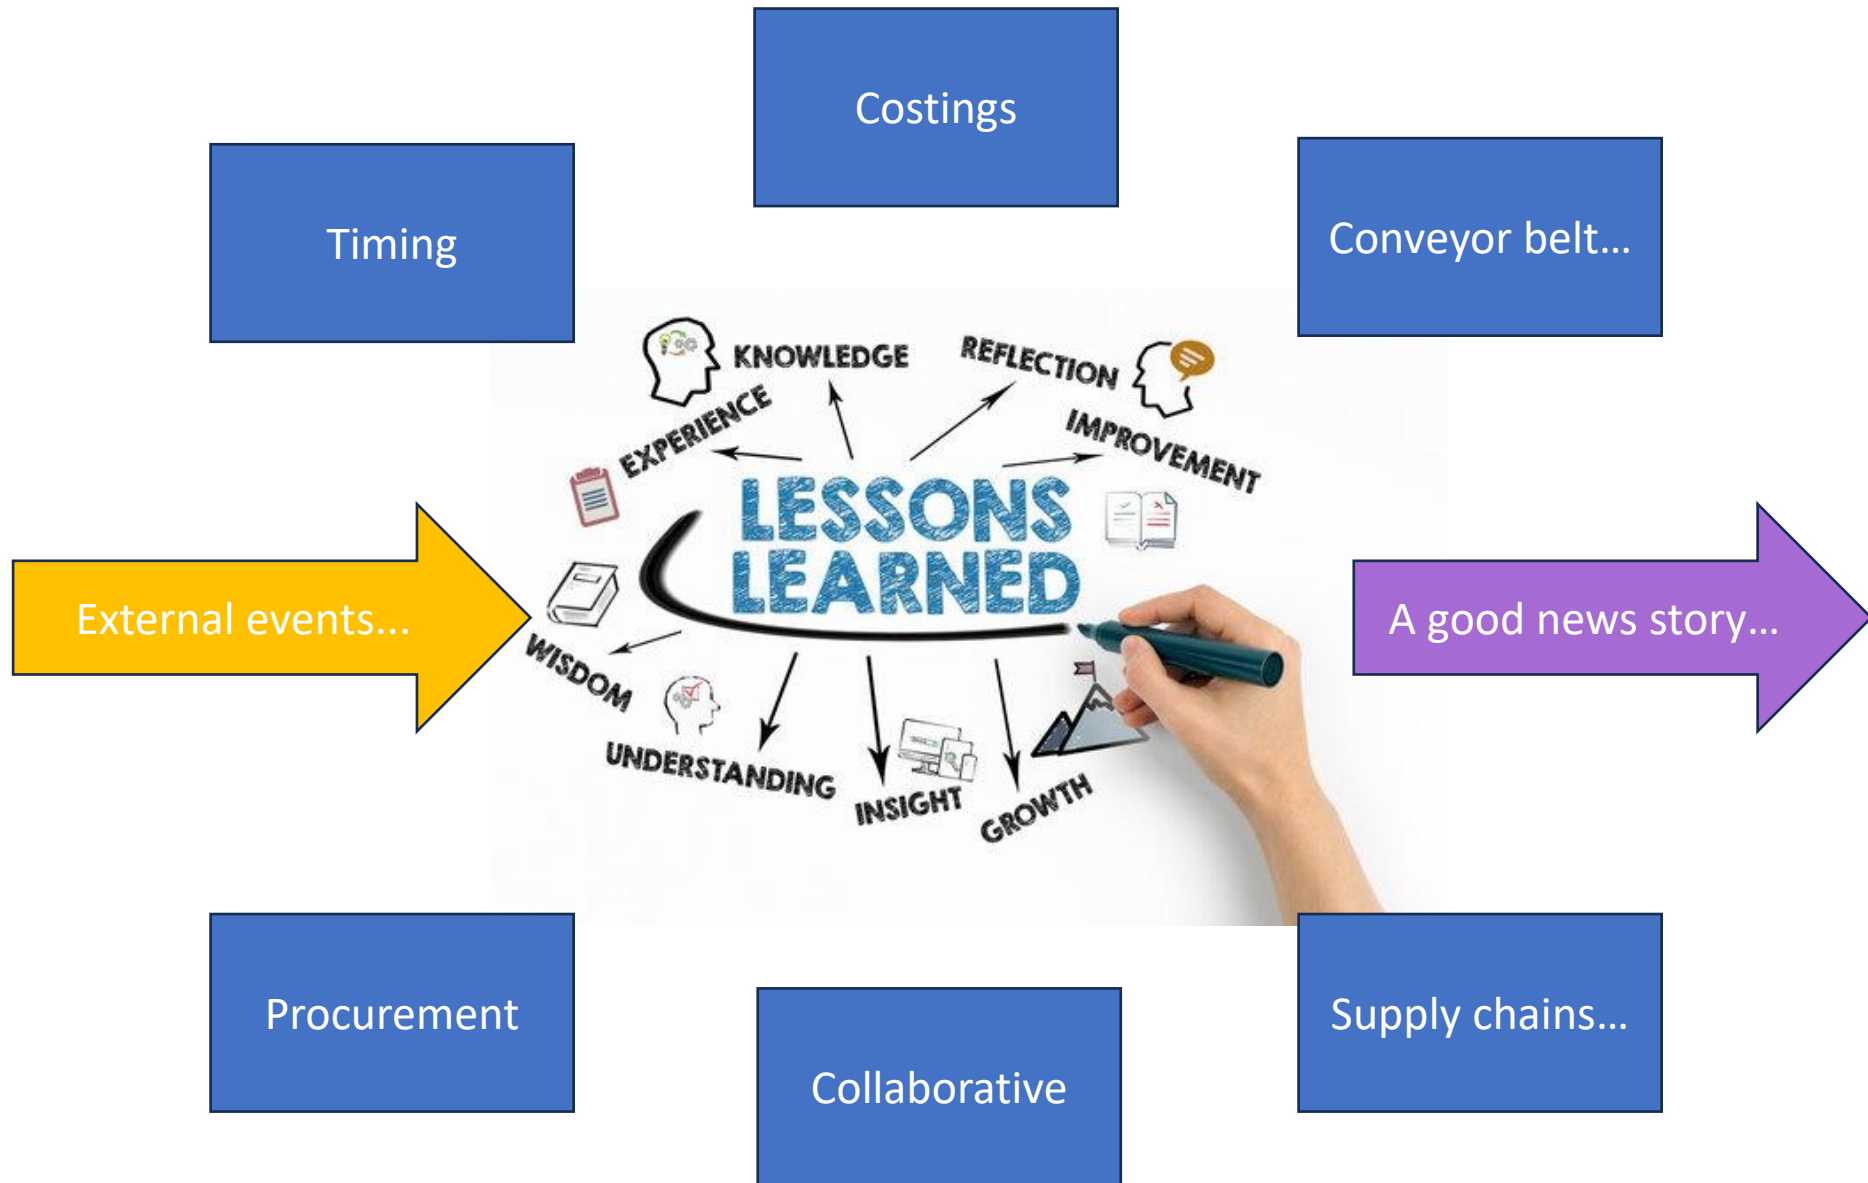 Costings
Timing
Conveyor belt...
KNOWLEDGE
REFLECTION
EXPERIENCE
IMPROVEMENT
LESSONS
LEARNED
External events...
A good news story...
WISDOM
UNDERSTANDING
INSIGHT
GROWTH
Procurement
Supply chains...
Collaborative